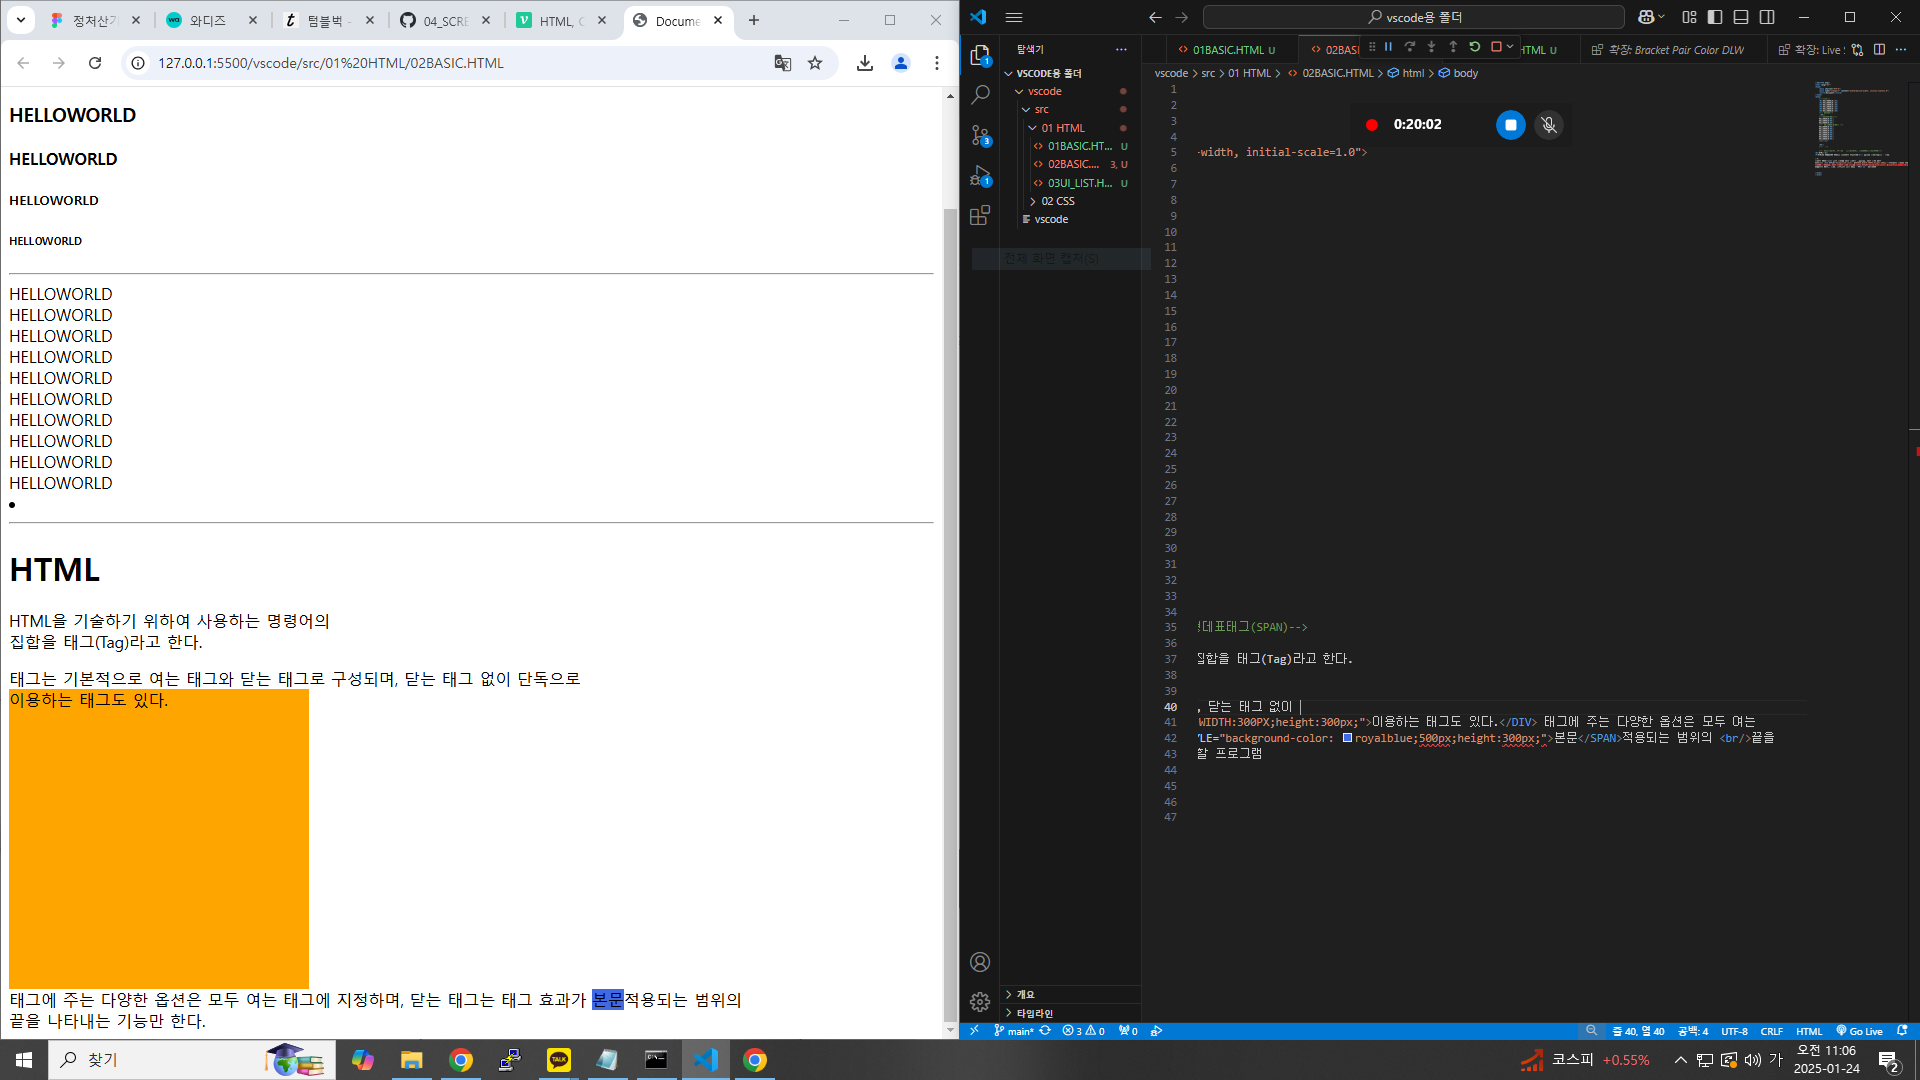 정처산기
와디즈
텀블벅
04_SCRE
HTML, C
Docume
127.0.0.1:5500/vscode/src/01%20HTML/02BASIC.HTML
HELLOWORLD
HELLOWORLD
HELLOWORLD
HELLOWORLD
HELLOWORLD
HELLOWORLD
HELLOWORLD
HELLOWORLD
HELLOWORLD
HELLOWORLD
HELLOWORLD
HELLOWORLD
HELLOWORLD
HELLOWORLD
HTML
HTML을 기술하기 위하여 사용하는 명령어의
집합을 태그(Tag)라고 한다.
태그는 기본적으로 여는 태그와 닫는 태그로 구성되며, 닫는 태그 없이 단독으로
이용하는 태그도 있다.
태그에 주는 다양한 옵션은 모두 여는 태그에 지정하며, 닫는 태그는 태그 효과가 본문적용되는 범위의
끝을 나타내는 기능만 한다.
vscode용 폴더
탐색기
VSCODE용 폴더
vscode
src
01 HTML
01BASIC.HT... U
02BASIC.... 3, U
03UI_LIST.H... U
02 CSS
vscode
전체 화면 캡처(S)
개요
타임라인
01BASIC.HTML U
02BASI
HTML U
확장: Bracket Pair Color DLW
확장: Live S
vscode > src > 01 HTML > 02BASIC.HTML > html > body
0:20:02
1
2
3
4
5 -width, initial-scale=1.0">
6
7
8
9
10
11
12
13
14
15
16
17
18
19
20
21
22
23
24
25
26
27
28
29
30
31
32
33
34
35 데표태그(SPAN)-->
36
37 집합을 태그(Tag)라고 한다.
38
39
40 , 닫는 태그 없이
41 WIDTH:300PX;height:300px;">이용하는 태그도 있다.</DIV> 태그에 주는 다양한 옵션은 모두 여는
42 LE="background-color: royalblue;500px;height:300px;">본문</SPAN>적용되는 범위의 <br/>끝을
43 할 프로그램
44
45
46
47
main* 3 0 0 줄 40, 열 40 공백: 4 UTF-8 CRLF HTML Go Live
찾기
코스피 +0.55%
가
오전 11:06
2025-01-24
2